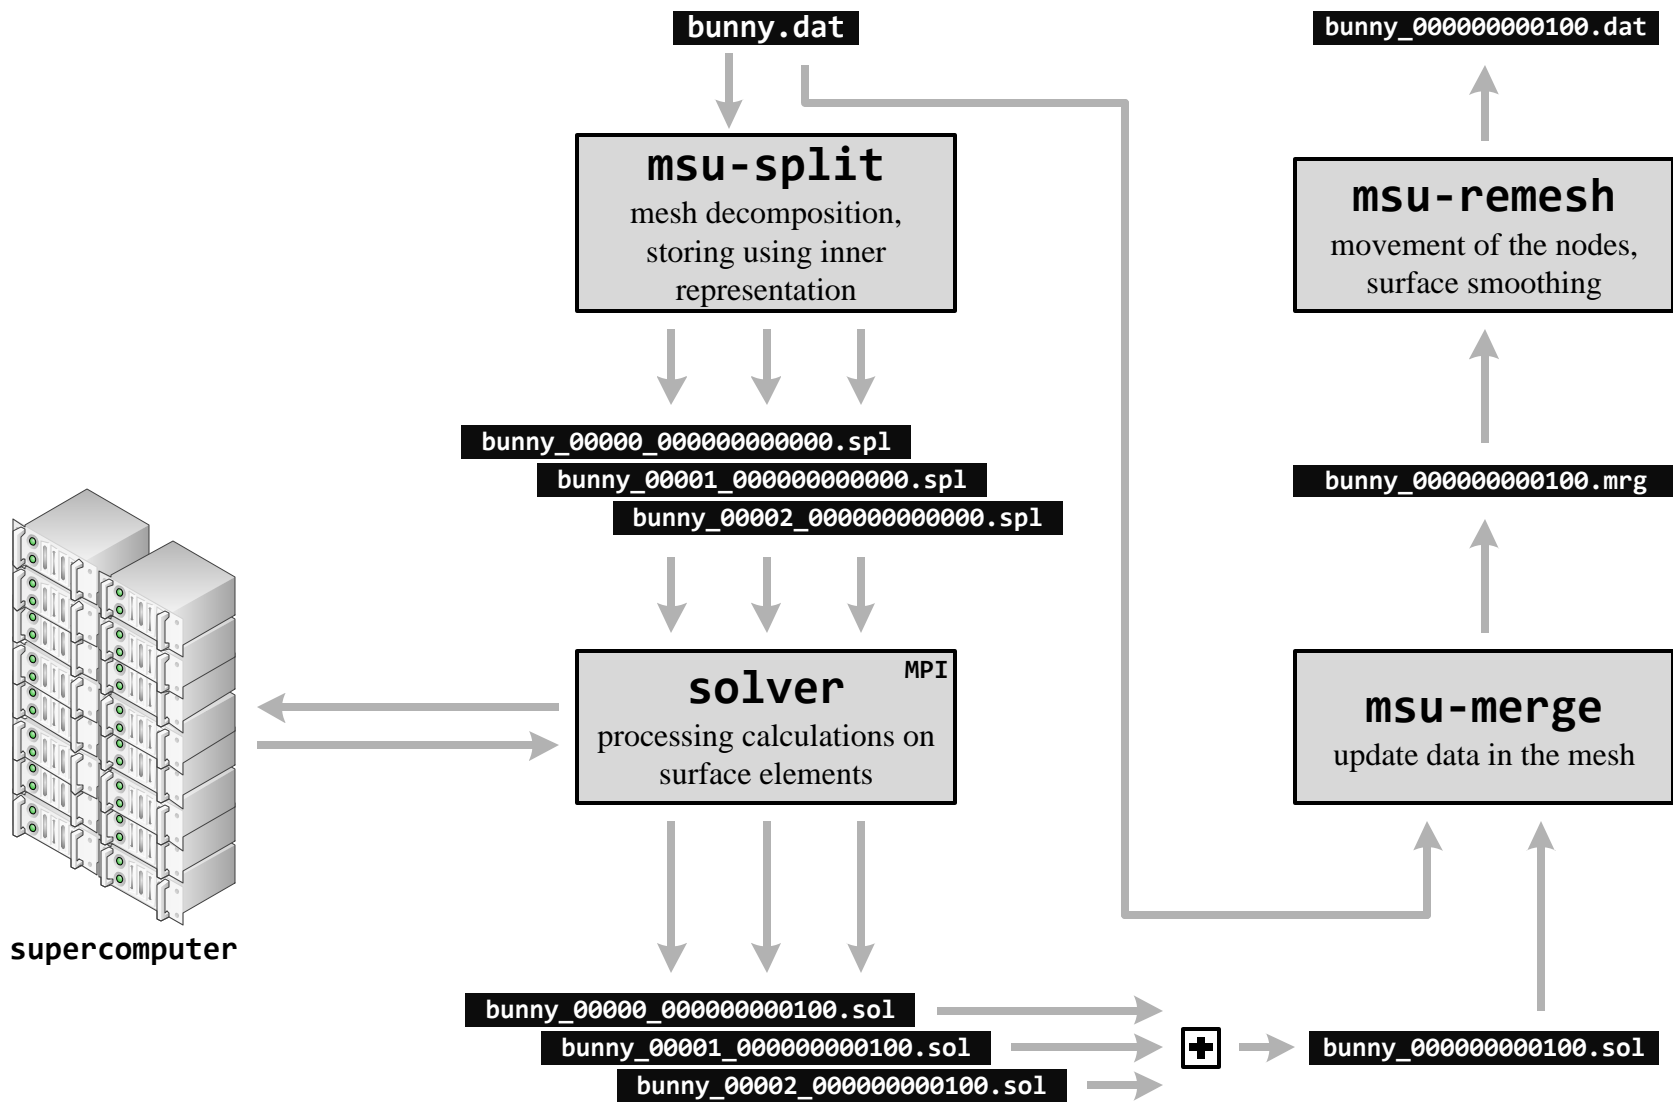 bunny.dat
msu-split
mesh decomposition,
storing using inner
representation
bunny_00000_000000000000.spl
bunny_00001_000000000000.spl
bunny_00002_000000000000.spl
MPI
solver
processing calculations on
surface elements
supercomputer
bunny_00000_000000000100.sol
bunny_00001_000000000100.sol
bunny_00002_000000000100.sol
bunny_000000000100.sol
msu-merge
update data in the mesh
bunny_000000000100.mrg
msu-remesh
movement of the nodes,
surface smoothing
bunny_000000000100.dat